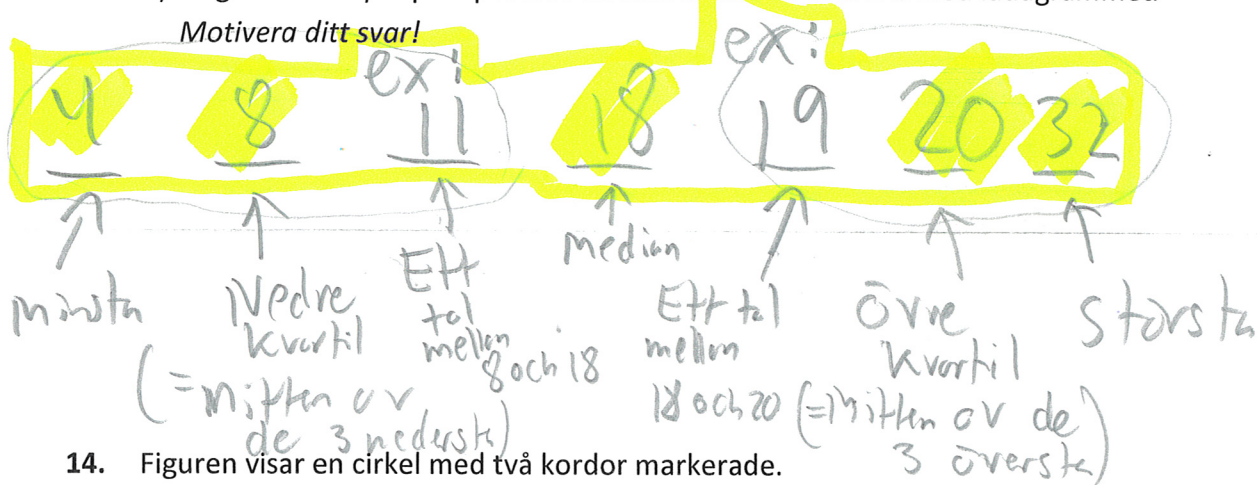 Motivera ditt svar!
ex: ex:
4 8 11 18 19 20 32
minsta Nedre kvartil (=mitten av de 3 nedersta)
Ett tal mellan 8 och 18
median
Ett tal mellan 18 och 20
Övre kvartil (=mitten av de 3 översta)
största
14. Figuren visar en cirkel med två kordor markerade.